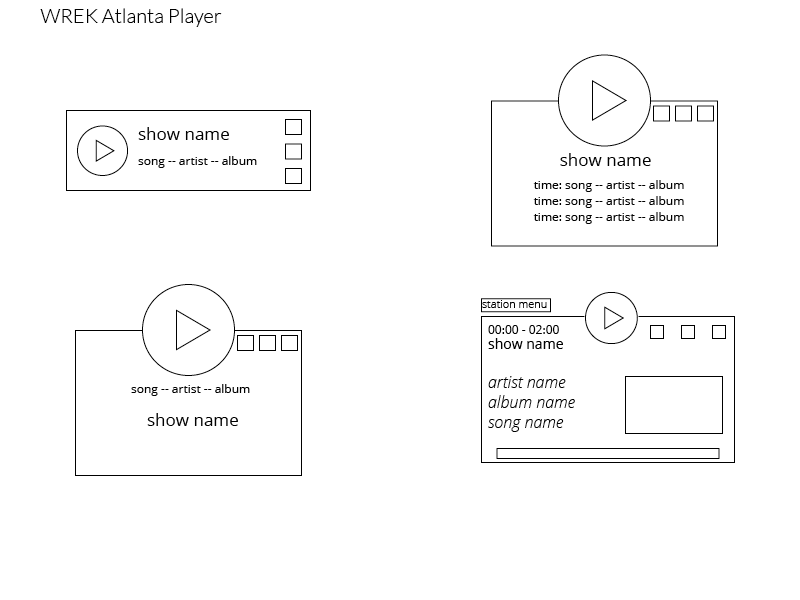 WREK Atlanta Player
show name
song -- artist -- album
show name
time: song -- artist -- album
time: song -- artist -- album
time: song -- artist -- album
song -- artist -- album
show name
station menu
00:00 - 02:00
show name
artist name
album name
song name